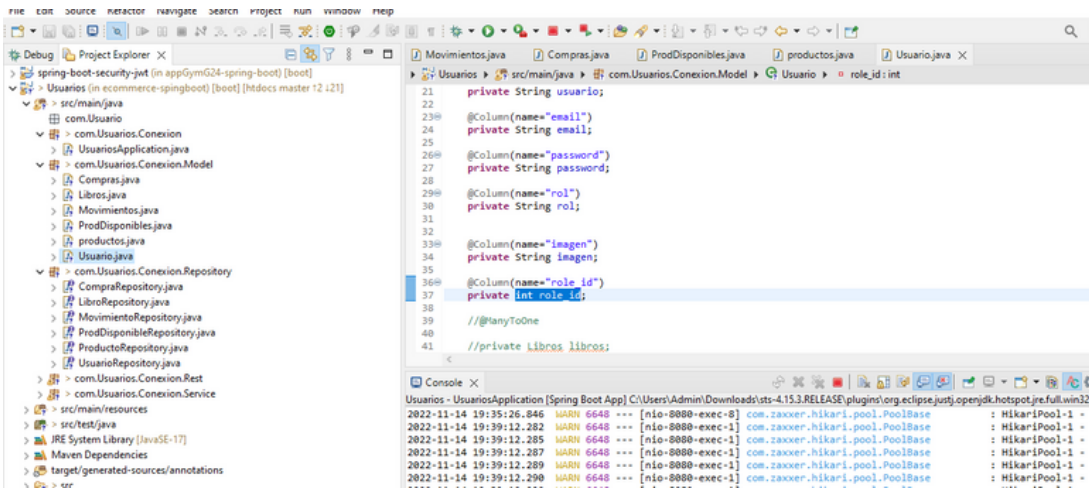 File Edit Source Refactor Navigate Search Project Run Window Help
Debug Project Explorer
> spring-boot-security-jwt (in appGymG24-spring-boot) [boot]
> Usuarios (in ecommerce-spingboot) [boot] [htdocs master ↑2 ↓21]
> src/main/java
com.Usuario
> com.Usuarios.Conexion
> UsuariosApplication.java
> com.Usuarios.Conexion.Model
> Compras.java
> Libros.java
> Movimientos.java
> ProdDisponibles.java
> productos.java
> Usuario.java
> com.Usuarios.Conexion.Repository
> CompraRepository.java
> LibroRepository.java
> MovimientoRepository.java
> ProdDisponibleRepository.java
> ProductoRepository.java
> UsuarioRepository.java
> com.Usuarios.Conexion.Rest
> com.Usuarios.Conexion.Service
> src/main/resources
> src/test/java
> JRE System Library [JavaSE-17]
> Maven Dependencies
> target/generated-sources/annotations
> src
Movimientos.java Compras.java ProdDisponibles.java productos.java Usuario.java
Usuarios src/main/java com.Usuarios.Conexion.Model Usuario role_id : int
21 private String usuario;
22
23 @Column(name="email")
24 private String email;
25
26 @Column(name="password")
27 private String password;
28
29 @Column(name="rol")
30 private String rol;
31
32
33 @Column(name="imagen")
34 private String imagen;
35
36 @Column(name="role_id")
37 private int role_id;
38
39 //@ManyToOne
40
41 //private Libros libros;
Console
Usuarios - UsuariosApplication [Spring Boot App] C:\Users\Admin\Downloads\sts-4.15.3.RELEASE\plugins\org.eclipse.justj.openjdk.hotspot.jre.full.win32
2022-11-14 19:35:26.846 WARN 6648 --- [nio-8080-exec-8] com.zaxxer.hikari.pool.PoolBase : HikariPool-1 -
2022-11-14 19:39:12.282 WARN 6648 --- [nio-8080-exec-1] com.zaxxer.hikari.pool.PoolBase : HikariPool-1 -
2022-11-14 19:39:12.285 WARN 6648 --- [nio-8080-exec-1] com.zaxxer.hikari.pool.PoolBase : HikariPool-1 -
2022-11-14 19:39:12.287 WARN 6648 --- [nio-8080-exec-1] com.zaxxer.hikari.pool.PoolBase : HikariPool-1 -
2022-11-14 19:39:12.289 WARN 6648 --- [nio-8080-exec-1] com.zaxxer.hikari.pool.PoolBase : HikariPool-1 -
2022-11-14 19:39:12.290 WARN 6648 --- [nio-8080-exec-1] com.zaxxer.hikari.pool.PoolBase : HikariPool-1 -